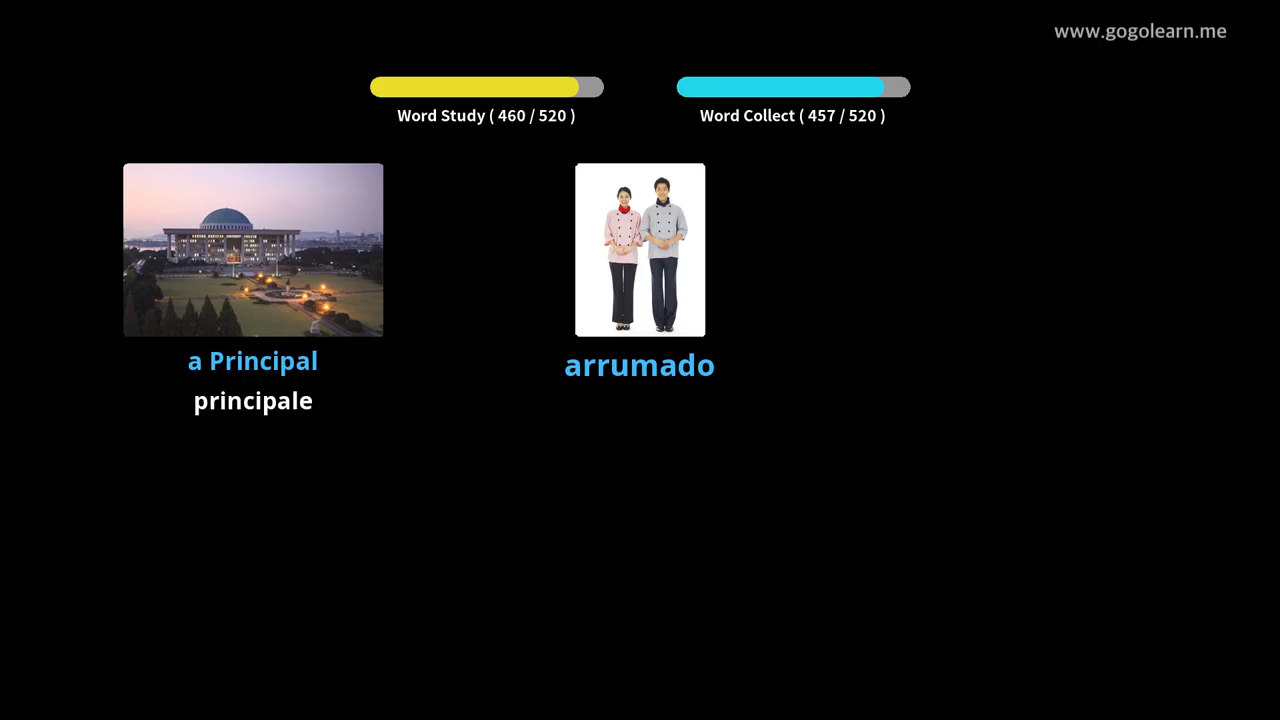 www.gogolearn.me
Word Study ( 460 / 520 )
Word Collect ( 457 / 520 )
a Principal
principale
arrumado